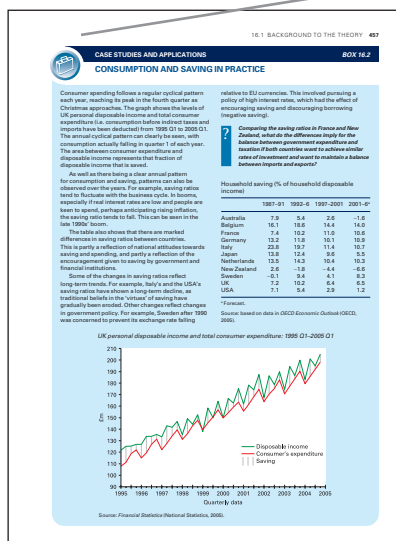 16.1 BACKGROUND TO THE THEORY 457
CASE STUDIES AND APPLICATIONS BOX 16.2
CONSUMPTION AND SAVING IN PRACTICE
Consumer spending follows a regular cyclical pattern
each year, reaching its peak in the fourth quarter as
Christmas approaches. The graph shows the levels of
UK personal disposable income and total consumer
expenditure (i.e. consumption before indirect taxes and
imports have been deducted) from 1995 Q1 to 2005 Q1.
The annual cyclical pattern can clearly be seen, with
consumption actually falling in quarter 1 of each year.
The area between consumer expenditure and
disposable income represents that fraction of
disposable income that is saved.
As well as there being a clear annual pattern
for consumption and saving, patterns can also be
observed over the years. For example, saving ratios
tend to fluctuate with the business cycle. In booms,
especially if real interest rates are low and people are
keen to spend, perhaps anticipating rising inflation,
the saving ratio tends to fall. This can be seen in the
late 1990s' boom.
The table also shows that there are marked
differences in saving ratios between countries.
This is partly a reflection of national attitudes towards
saving and spending, and partly a reflection of the
encouragement given to saving by government and
financial institutions.
Some of the changes in saving ratios reflect
long-term trends. For example, Italy's and the USA's
saving ratios have shown a long-term decline, as
traditional beliefs in the 'virtues' of saving have
gradually been eroded. Other changes reflect changes
in government policy. For example, Sweden after 1990
was concerned to prevent its exchange rate falling
relative to EU currencies. This involved pursuing a
policy of high interest rates, which had the effect of
encouraging saving and discouraging borrowing
(negative saving).
?
Comparing the saving ratios in France and New
Zealand, what do the differences imply for the
balance between government expenditure and
taxation if both countries want to achieve similar
rates of investment and want to maintain a balance
between imports and exports?
Household saving (% of household disposable
income)
1987–91 1992–6 1997–2001 2001–6ᵃ
Australia 5.4 2.6 –1.6
Belgium 16.1 18.6 14.4 14.0
France 7.4 10.2 11.0 10.6
Germany 13.2 11.8 10.1 10.9
Italy 23.8 19.7 11.4 10.7
Japan 13.8 12.4 9.6 5.5
Netherlands 13.5 14.3 10.4 10.3
New Zealand 2.6 –1.8 –4.4 –6.6
Sweden –0.1 9.4 4.1 8.3
UK 7.2 10.2 6.4 6.5
USA 7.1 5.4 2.9 1.2
ᵃ Forecast.
Source: based on data in OECD Economic Outlook (OECD,
2005).
UK personal disposable income and total consumer expenditure: 1995 Q1–2005 Q1
210
200
190
180
170
160
150
140
130
120
110
100
90
£m
Disposable income
Consumer's expenditure
Saving
1995 1996 1997 1998 1999 2000 2001 2002 2003 2004 2005
Quarterly data
Source: Financial Statistics (National Statistics, 2005).